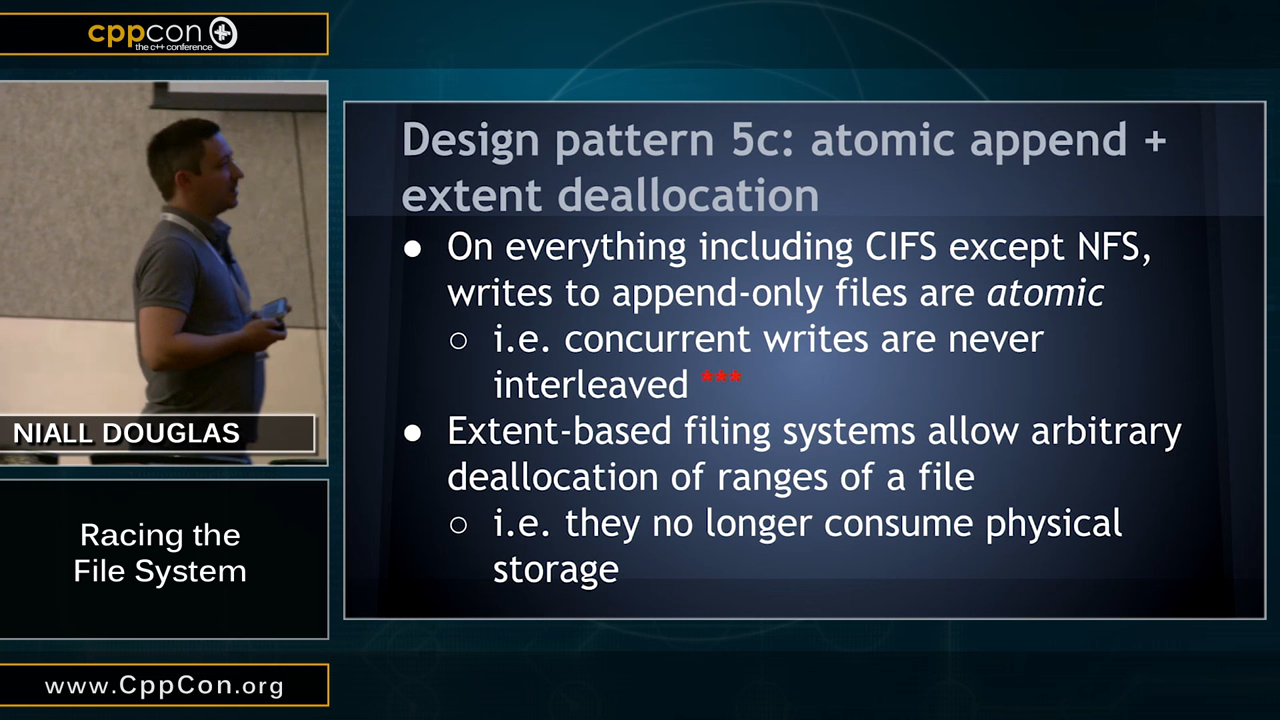 cppcon
the c++ conference
Design pattern 5c: atomic append +
extent deallocation
● On everything including CIFS except NFS,
writes to append-only files are atomic
○ i.e. concurrent writes are never
interleaved ***
● Extent-based filing systems allow arbitrary
deallocation of ranges of a file
○ i.e. they no longer consume physical
storage
NIALL DOUGLAS
Racing the
File System
www.CppCon.org